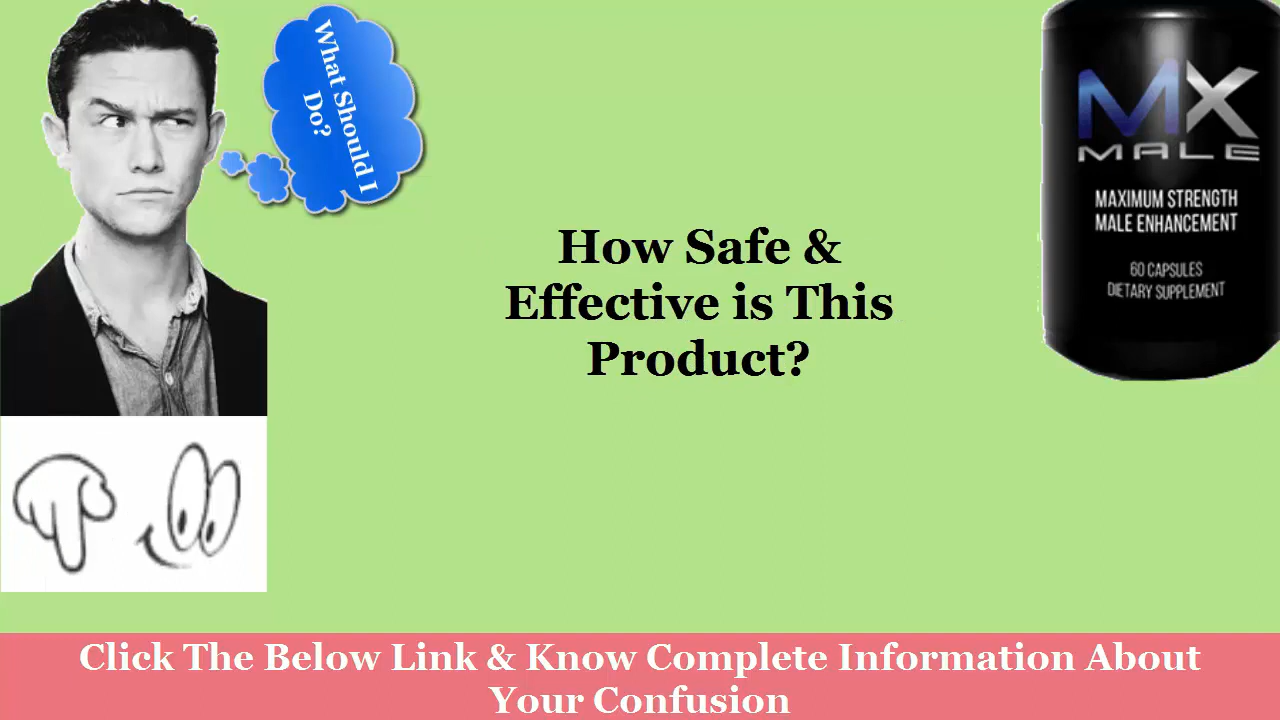 What Should I
Do?
MX
MALE
MAXIMUM STRENGTH
MALE ENHANCEMENT
60 CAPSULES
DIETARY SUPPLEMENT
How Safe &
Effective is This
Product?
Click The Below Link & Know Complete Information About
Your Confusion